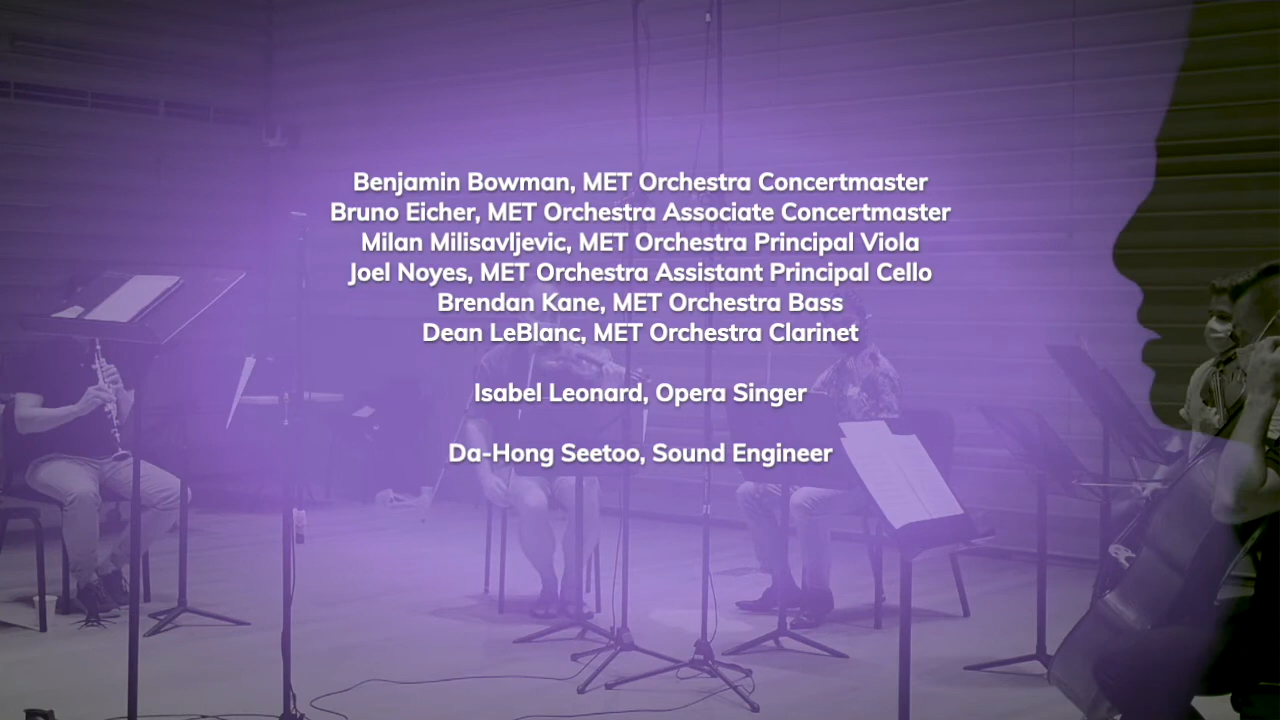 Benjamin Bowman, MET Orchestra Concertmaster
Bruno Eicher, MET Orchestra Associate Concertmaster
Milan Milisavljevic, MET Orchestra Principal Viola
Joel Noyes, MET Orchestra Assistant Principal Cello
Brendan Kane, MET Orchestra Bass
Dean LeBlanc, MET Orchestra Clarinet
Isabel Leonard, Opera Singer
Da-Hong Seetoo, Sound Engineer